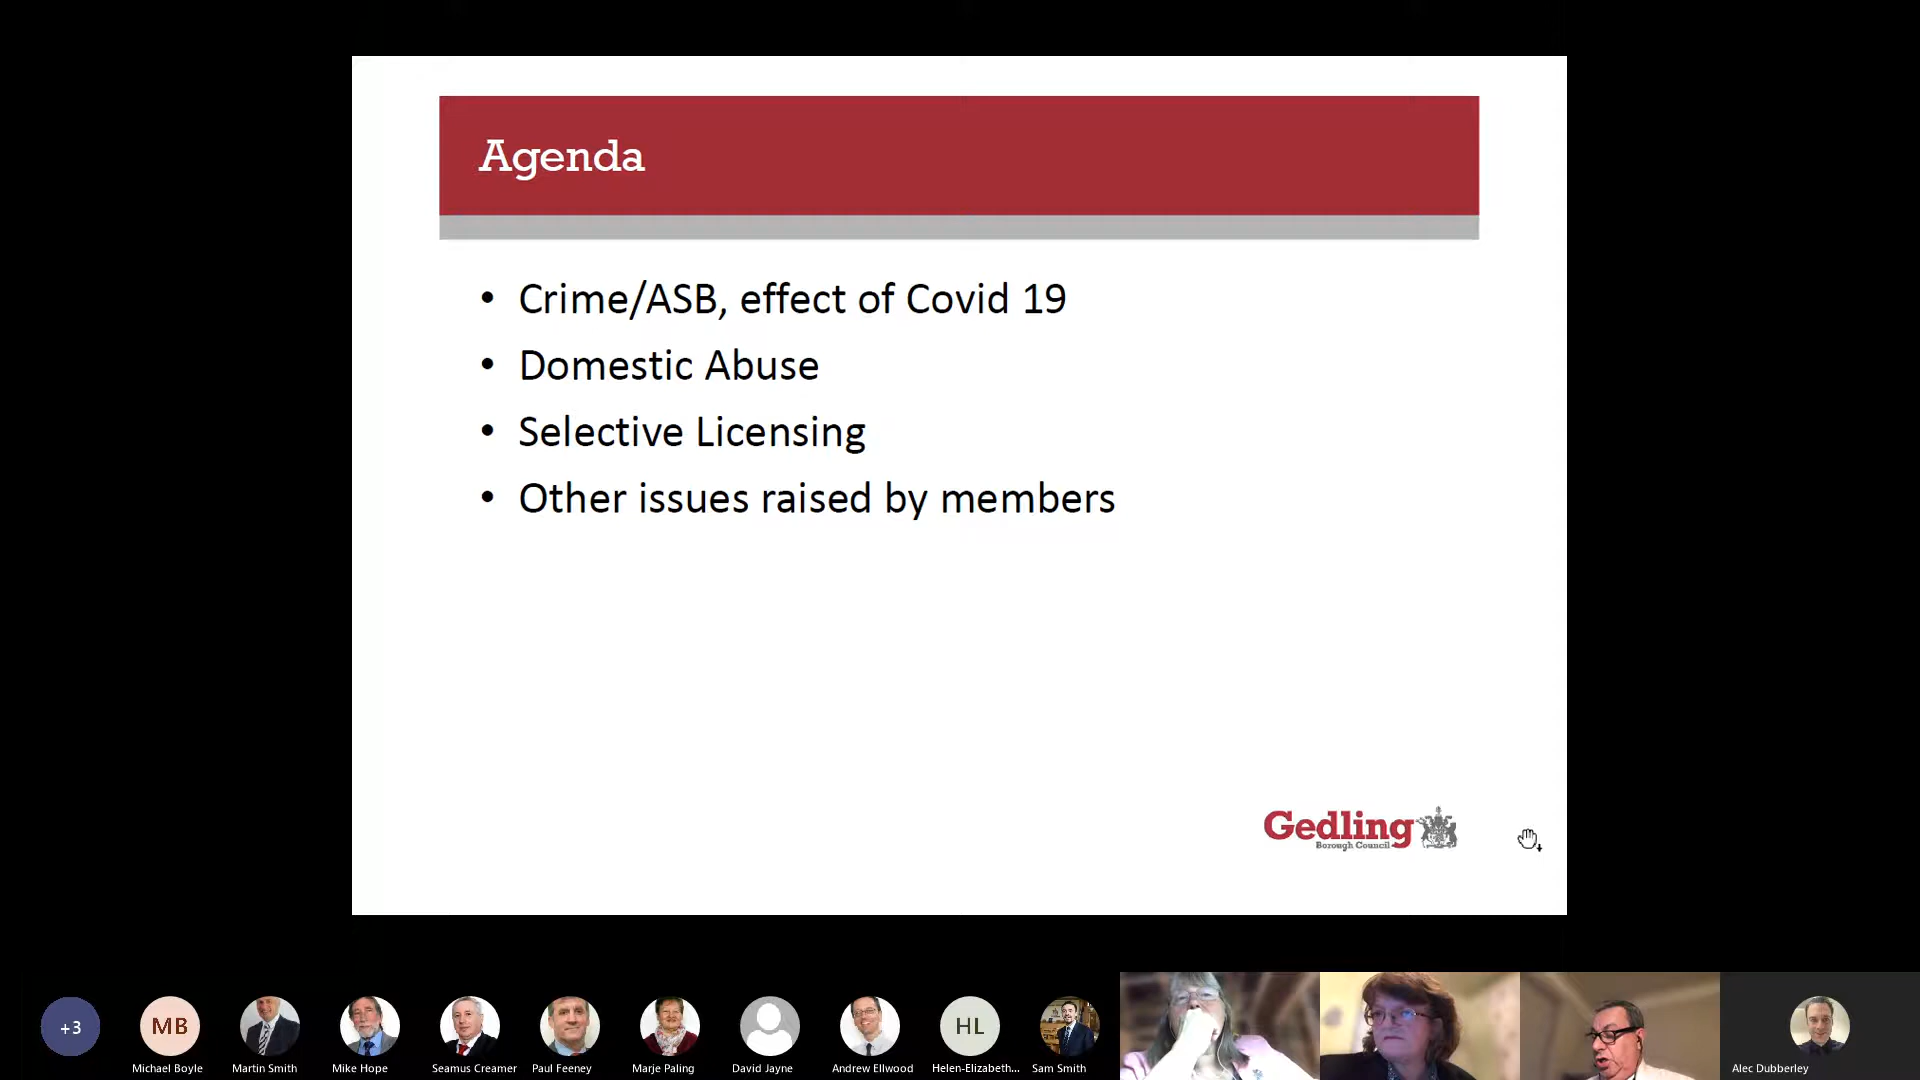 Agenda
• Crime/ASB, effect of Covid 19
• Domestic Abuse
• Selective Licensing
• Other issues raised by members
Gedling
Borough Council
+3
MB
HL
Michael Boyle
Martin Smith
Mike Hope
Seamus Creamer
Paul Feeney
Marje Paling
David Jayne
Andrew Ellwood
Helen-Elizabeth...
Sam Smith
Alec Dubberley